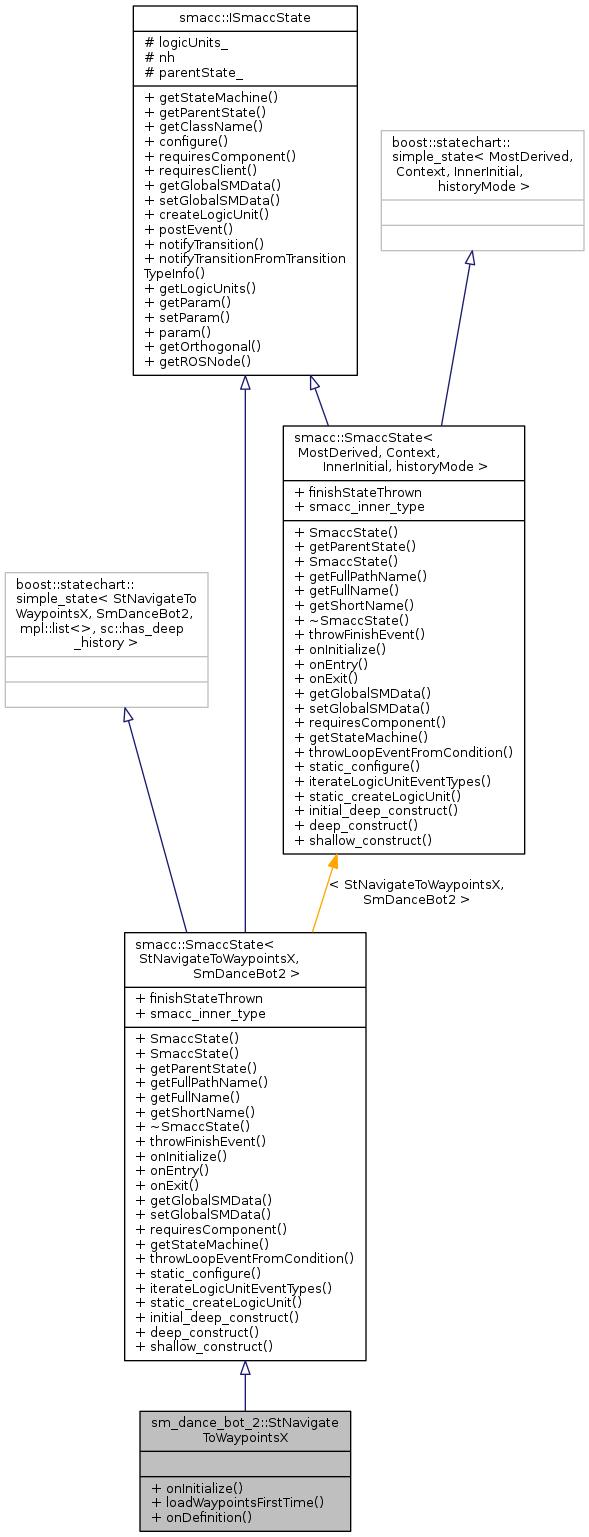 smacc::ISmaccState
# logicUnits_
# nh
# parentState_
+ getStateMachine()
+ getParentState()
+ getClassName()
+ configure()
+ requiresComponent()
+ requiresClient()
+ getGlobalSMData()
+ setGlobalSMData()
+ createLogicUnit()
+ postEvent()
+ notifyTransition()
+ notifyTransitionFromTransition
TypeInfo()
+ getLogicUnits()
+ getParam()
+ setParam()
+ param()
+ getOrthogonal()
+ getROSNode()
boost::statechart::
simple_state< MostDerived,
Context, InnerInitial,
historyMode >
smacc::SmaccState<
MostDerived, Context,
InnerInitial, historyMode >
+ finishStateThrown
+ smacc_inner_type
+ SmaccState()
+ getParentState()
+ SmaccState()
+ getFullPathName()
+ getFullName()
+ getShortName()
+ ~SmaccState()
+ throwFinishEvent()
+ onInitialize()
+ onEntry()
+ onExit()
+ getGlobalSMData()
+ setGlobalSMData()
+ requiresComponent()
+ getStateMachine()
+ throwLoopEventFromCondition()
+ static_configure()
+ iterateLogicUnitEventTypes()
+ static_createLogicUnit()
+ initial_deep_construct()
+ deep_construct()
+ shallow_construct()
boost::statechart::
simple_state< StNavigateTo
WaypointsX, SmDanceBot2,
mpl::list<>, sc::has_deep
_history >
< StNavigateToWaypointsX,
SmDanceBot2 >
smacc::SmaccState<
StNavigateToWaypointsX,
SmDanceBot2 >
+ finishStateThrown
+ smacc_inner_type
+ SmaccState()
+ SmaccState()
+ getParentState()
+ getFullPathName()
+ getFullName()
+ getShortName()
+ ~SmaccState()
+ throwFinishEvent()
+ onInitialize()
+ onEntry()
+ onExit()
+ getGlobalSMData()
+ setGlobalSMData()
+ requiresComponent()
+ getStateMachine()
+ throwLoopEventFromCondition()
+ static_configure()
+ iterateLogicUnitEventTypes()
+ static_createLogicUnit()
+ initial_deep_construct()
+ deep_construct()
+ shallow_construct()
sm_dance_bot_2::StNavigate
ToWaypointsX
+ onInitialize()
+ loadWaypointsFirstTime()
+ onDefinition()